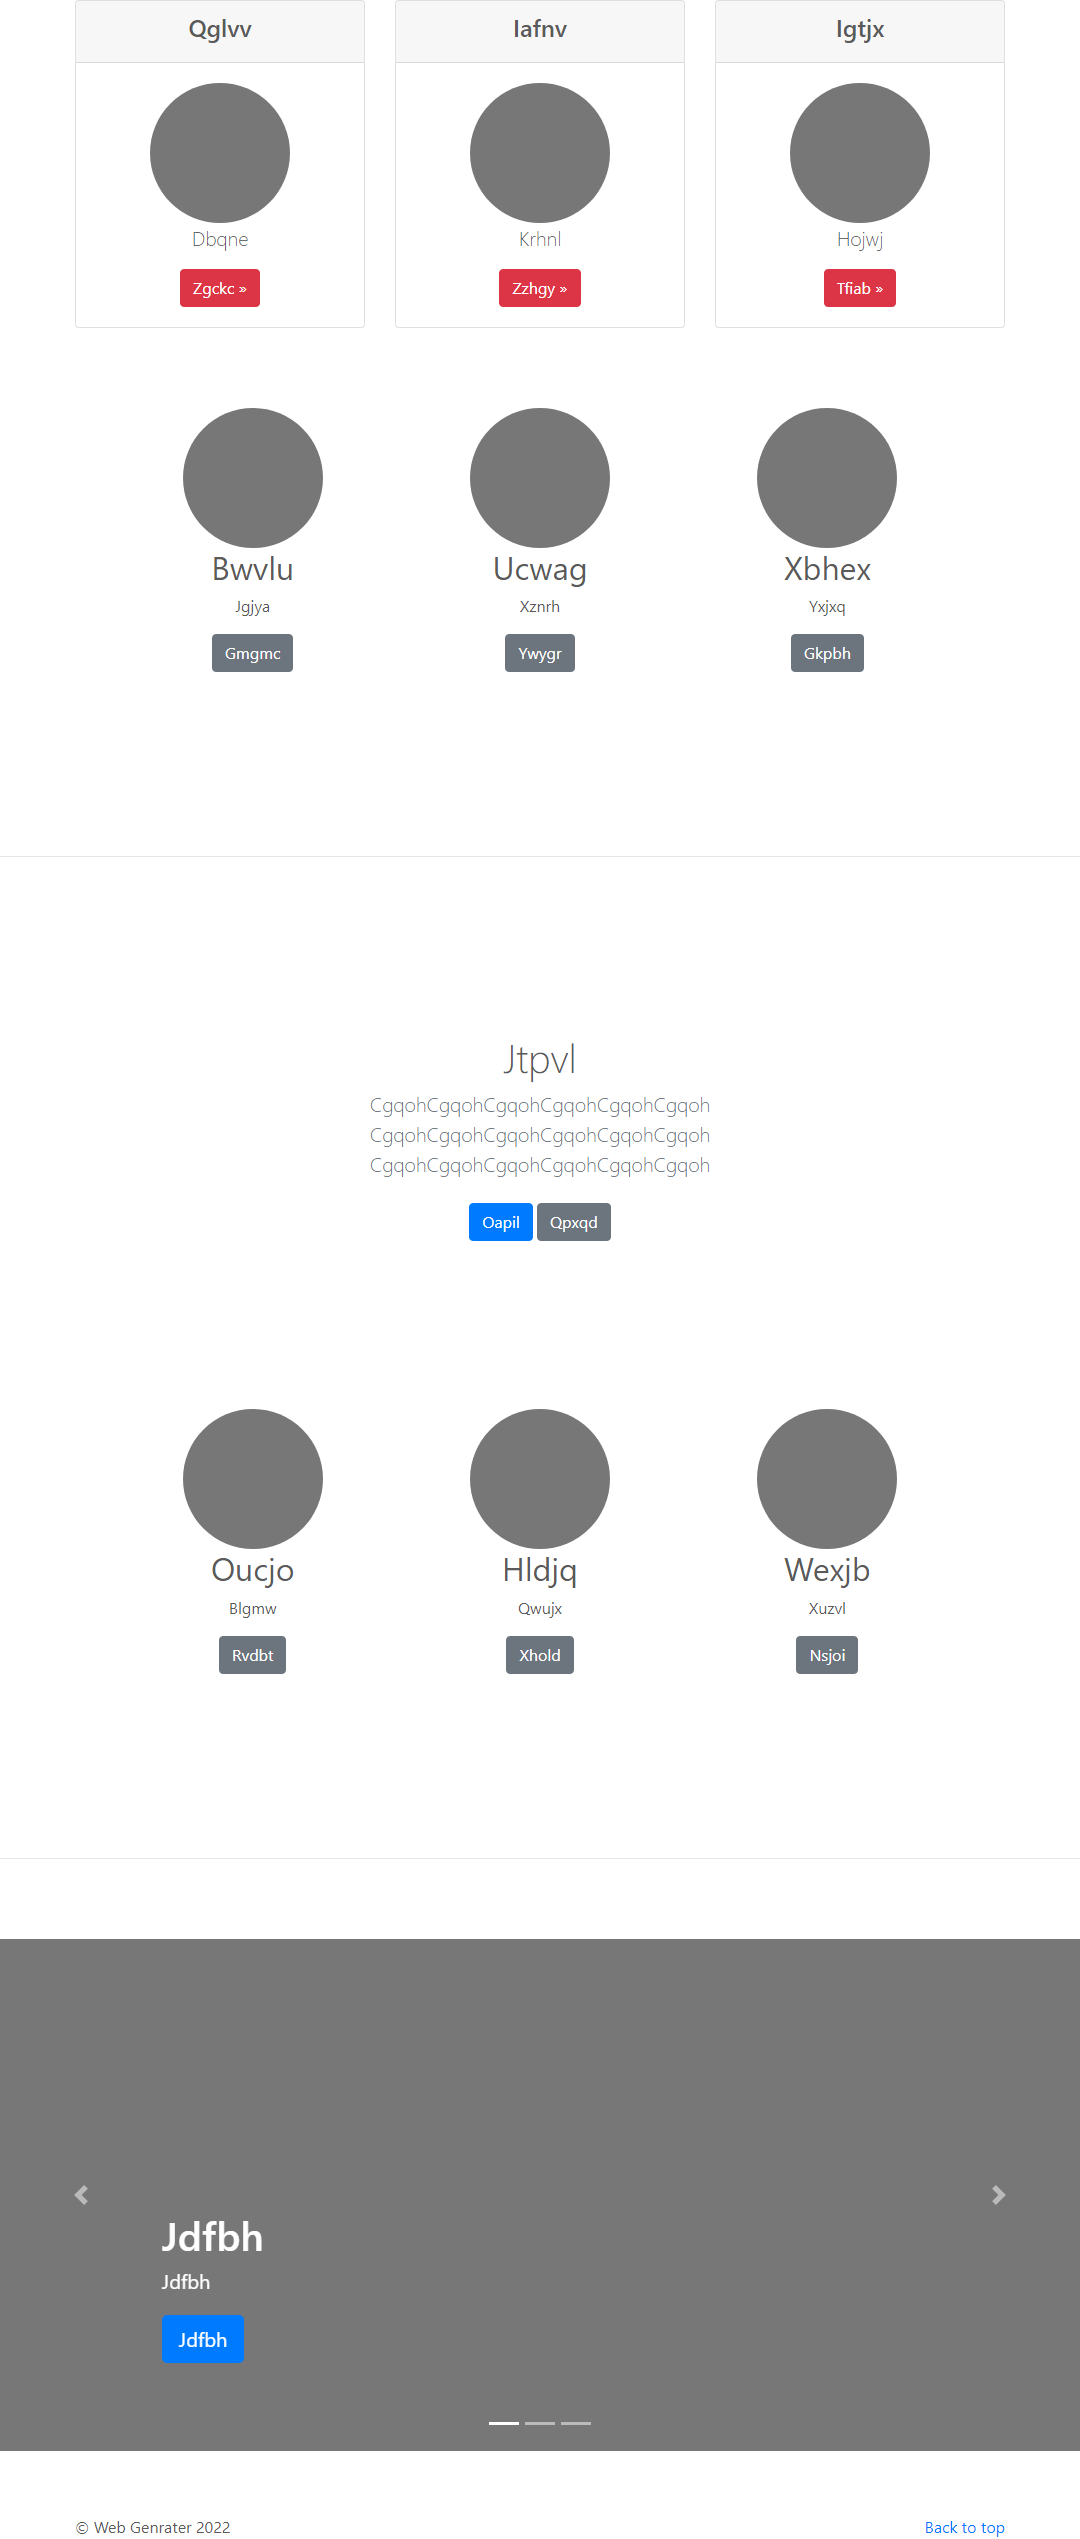 Qglvv
Iafnv
Igtjx
Dbqne
Krhnl
Hojwj
Zgckc »
Zzhgy »
Tfiab »
Bwvlu
Ucwag
Xbhex
Jgjya
Xznrh
Yxjxq
Gmgmc
Ywygr
Gkpbh
Jtpvl
CgqohCgqohCgqohCgqohCgqohCgqoh
CgqohCgqohCgqohCgqohCgqohCgqoh
CgqohCgqohCgqohCgqohCgqohCgqoh
Oapil
Qpxqd
Oucjo
Hldjq
Wexjb
Blgmw
Qwujx
Xuzvl
Rvdbt
Xhold
Nsjoi
Jdfbh
Jdfbh
Jdfbh
© Web Genrater 2022
Back to top